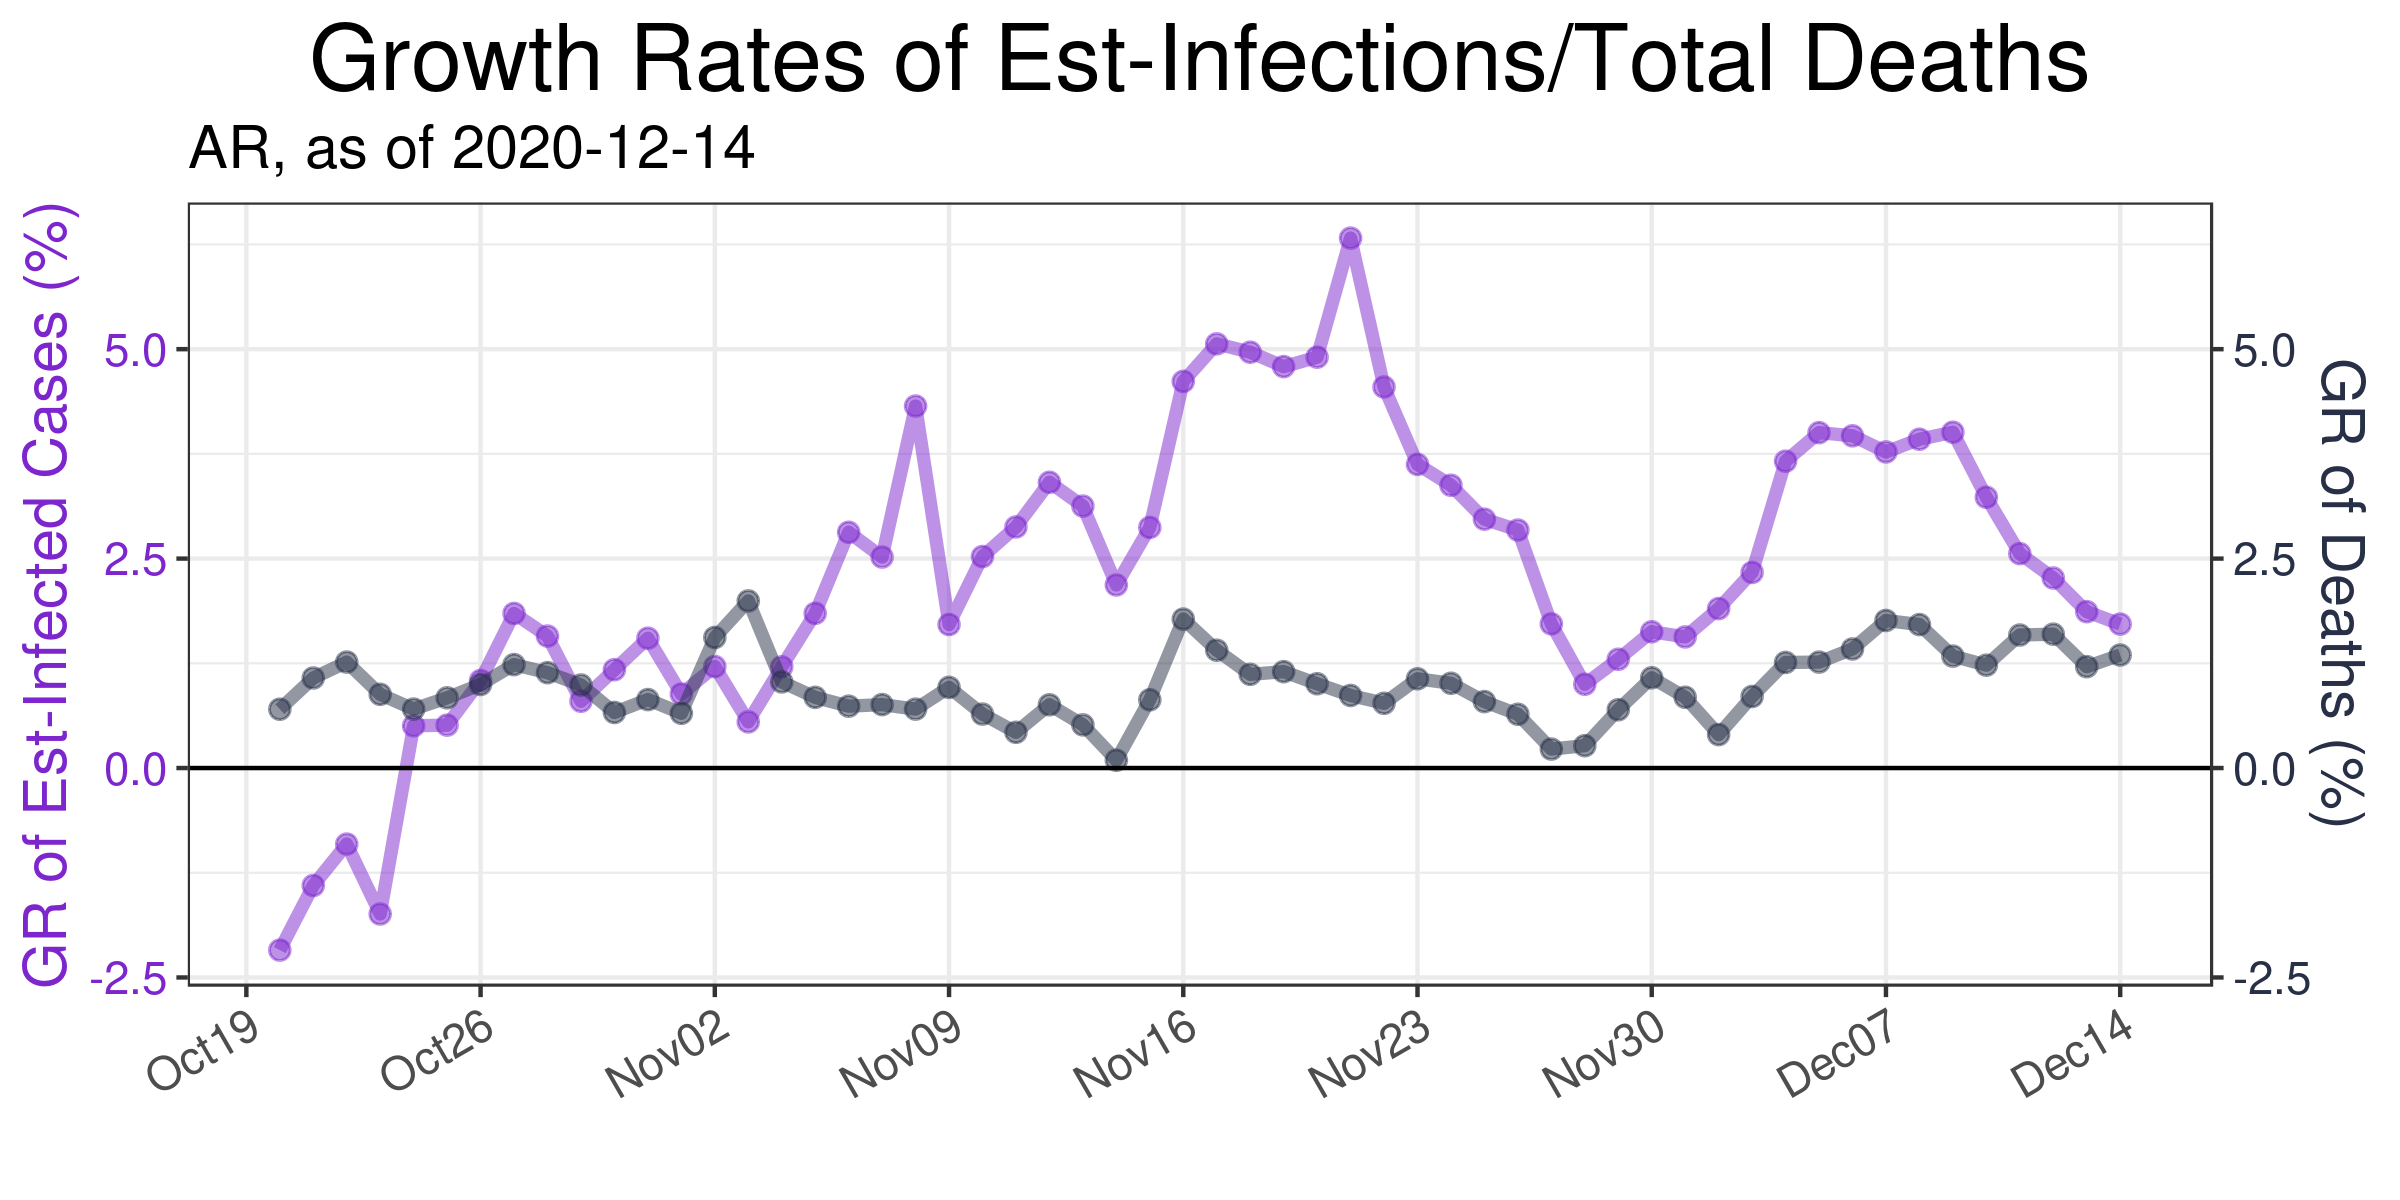 Growth Rates of Est-Infections/Total Deaths
AR, as of 2020-12-14
GR of Est-Infected Cases (%)
5.0
2.5
0.0
-2.5
5.0
2.5
0.0
-2.5
GR of Deaths (%)
Oct19
Oct26
Nov02
Nov09
Nov16
Nov23
Nov30
Dec07
Dec14